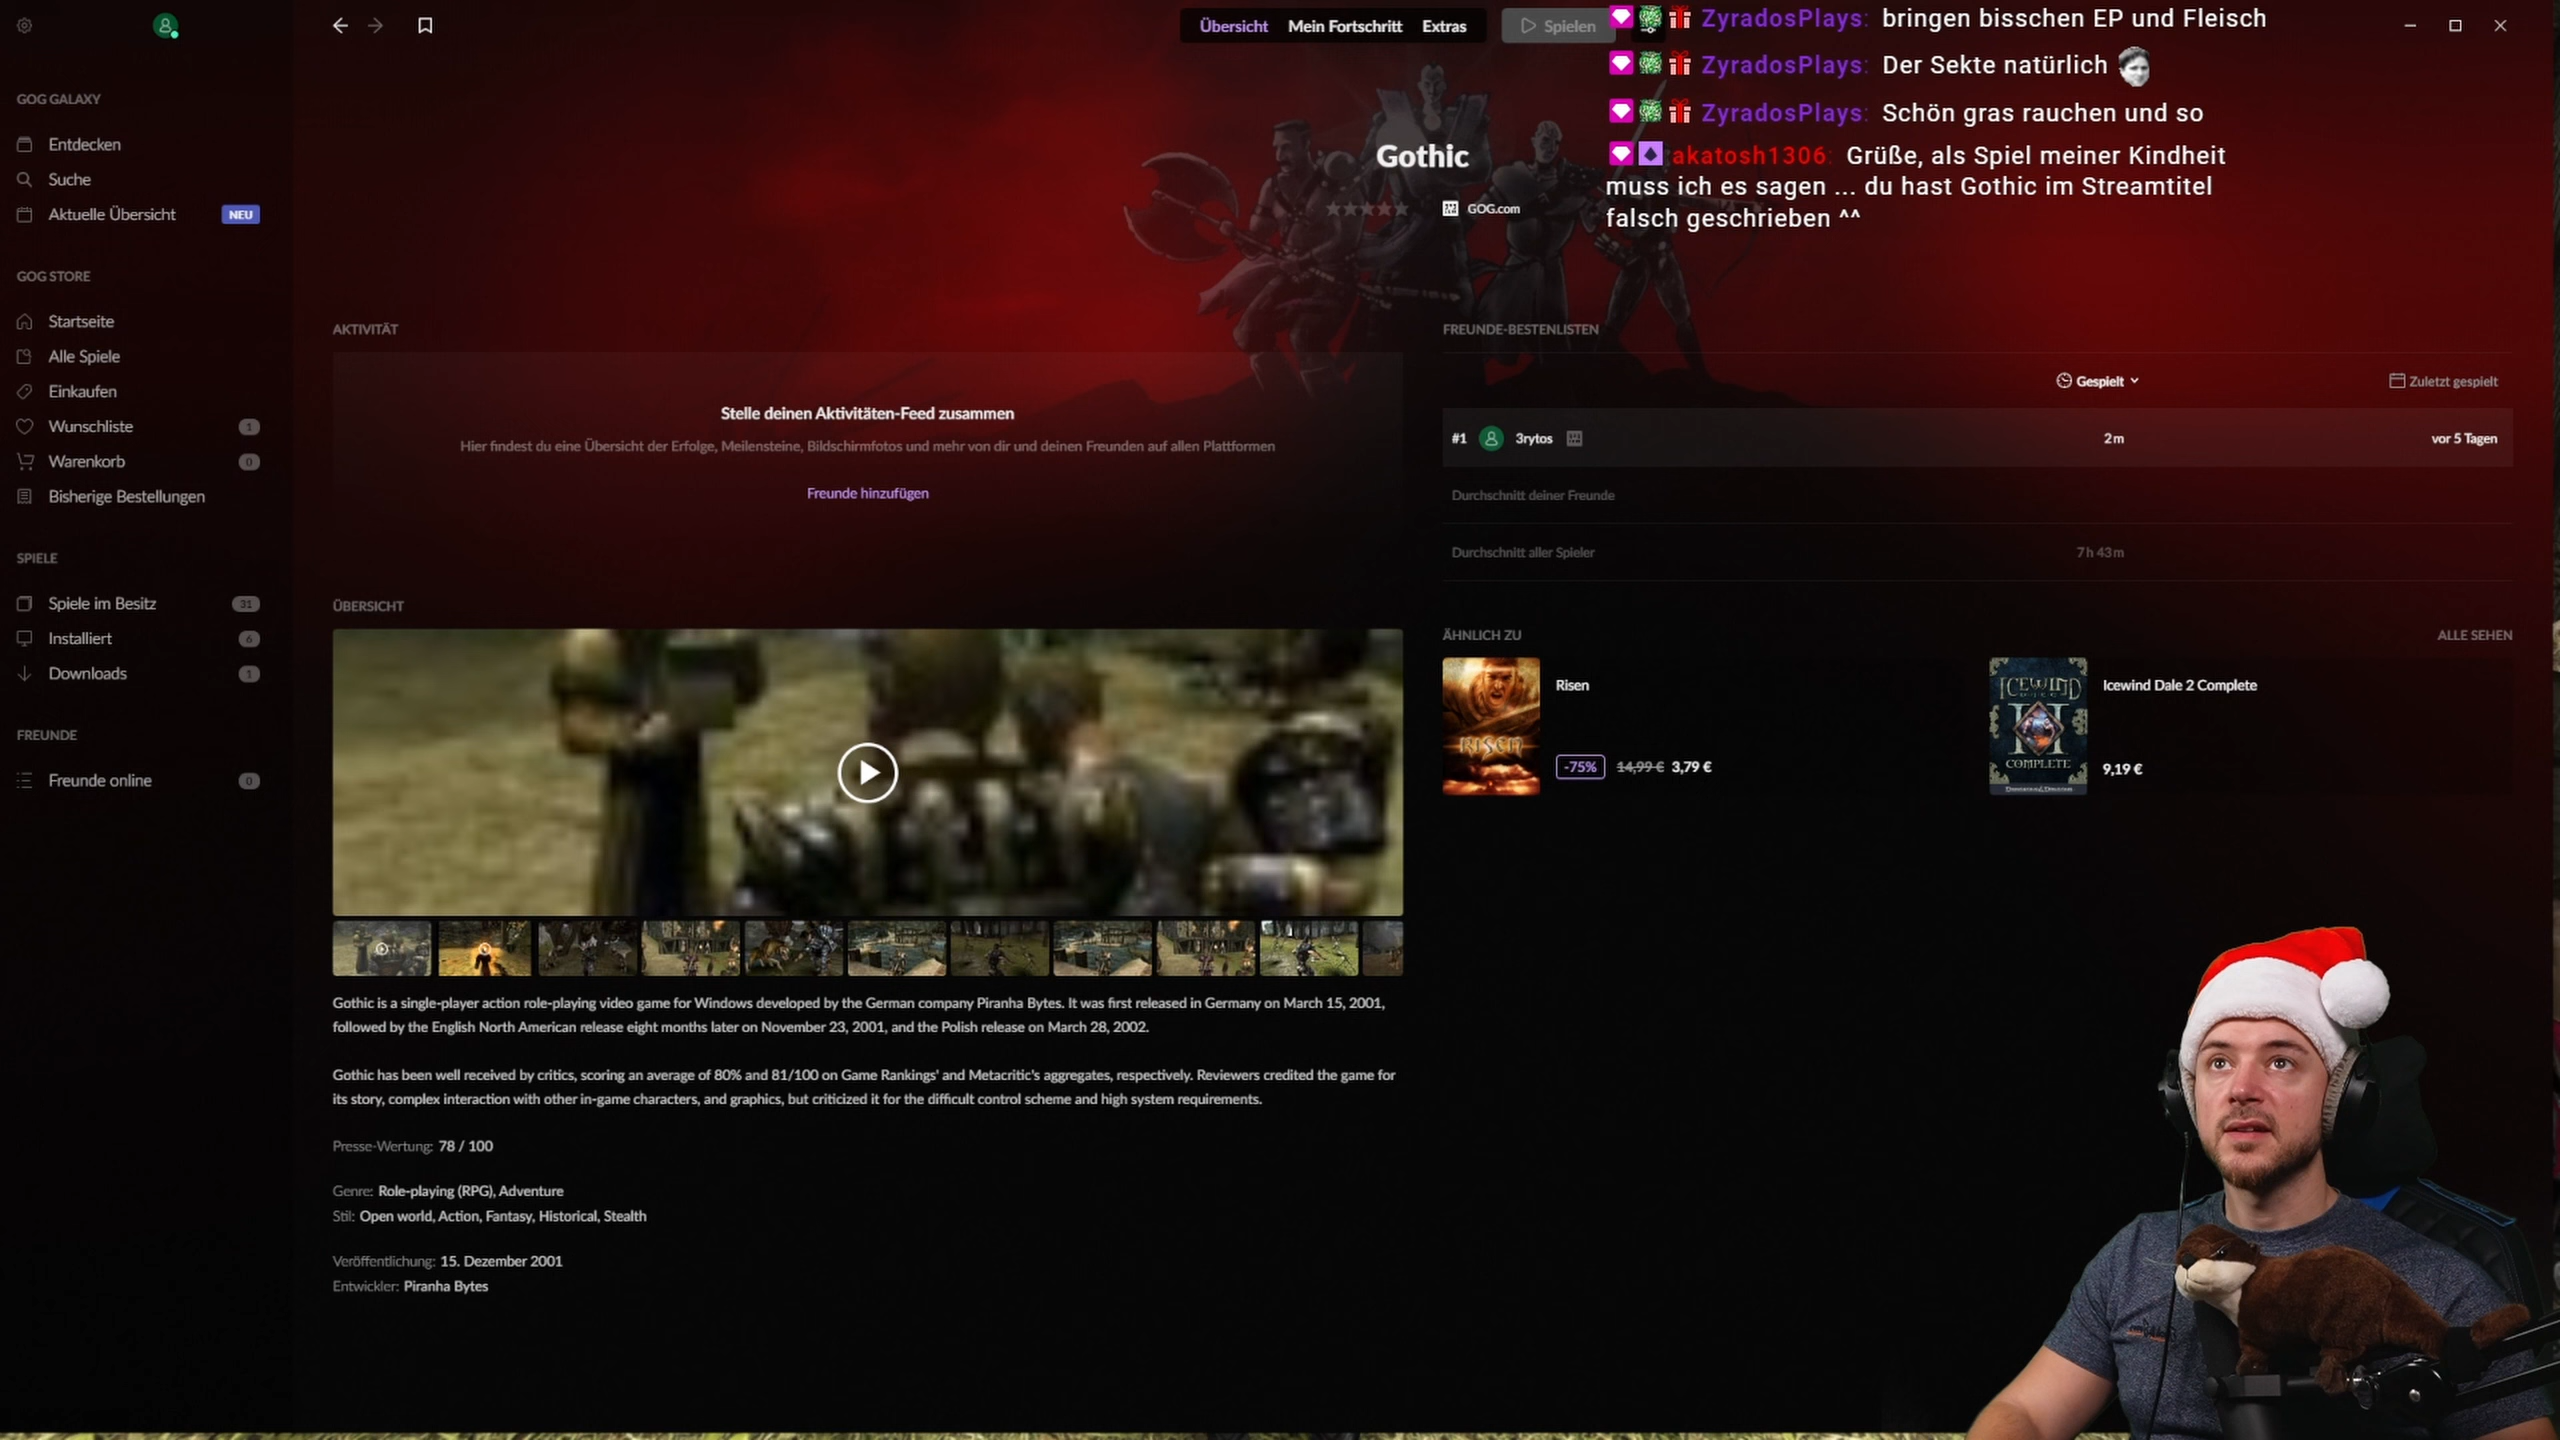 Übersicht
Mein Fortschritt
Extras
Spielen
ZyradosPlays: bringen bisschen EP und Fleisch
ZyradosPlays: Der Sekte natürlich
ZyradosPlays: Schön gras rauchen und so
akatosh1306: Grüße, als Spiel meiner Kindheit
muss ich es sagen ... du hast Gothic im Streamtitel
falsch geschrieben ^^
GOG GALAXY
Entdecken
Suche
Aktuelle Übersicht NEU
GOG STORE
Startseite
Alle Spiele
Einkaufen
Wunschliste 1
Warenkorb 0
Bisherige Bestellungen
SPIELE
Spiele im Besitz 31
Installiert 6
Downloads 1
FREUNDE
Freunde online 0
Gothic
GOG.com
AKTIVITÄT
Stelle deinen Aktivitäten-Feed zusammen
Hier findest du eine Übersicht der Erfolge, Meilensteine, Bildschirmfotos und mehr von dir und deinen Freunden auf allen Plattformen
Freunde hinzufügen
FREUNDE-BESTENLISTEN
Gespielt
Zuletzt gespielt
#1 3rytos 2m vor 5 Tagen
Durchschnitt deiner Freunde
Durchschnitt aller Spieler 7h 43m
ÜBERSICHT
ÄHNLICH ZU
ALLE SEHEN
RISEN
Risen
-75% 14,99 € 3,79 €
ICEWIND
II
COMPLETE
Icewind Dale 2 Complete
9,19 €
Gothic is a single-player action role-playing video game for Windows developed by the German company Piranha Bytes. It was first released in Germany on March 15, 2001,
followed by the English North American release eight months later on November 23, 2001, and the Polish release on March 28, 2002.
Gothic has been well received by critics, scoring an average of 80% and 81/100 on Game Rankings' and Metacritic's aggregates, respectively. Reviewers credited the game for
its story, complex interaction with other in-game characters, and graphics, but criticized it for the difficult control scheme and high system requirements.
Presse-Wertung: 78 / 100
Genre: Role-playing (RPG), Adventure
Stil: Open world, Action, Fantasy, Historical, Stealth
Veröffentlichung: 15. Dezember 2001
Entwickler: Piranha Bytes